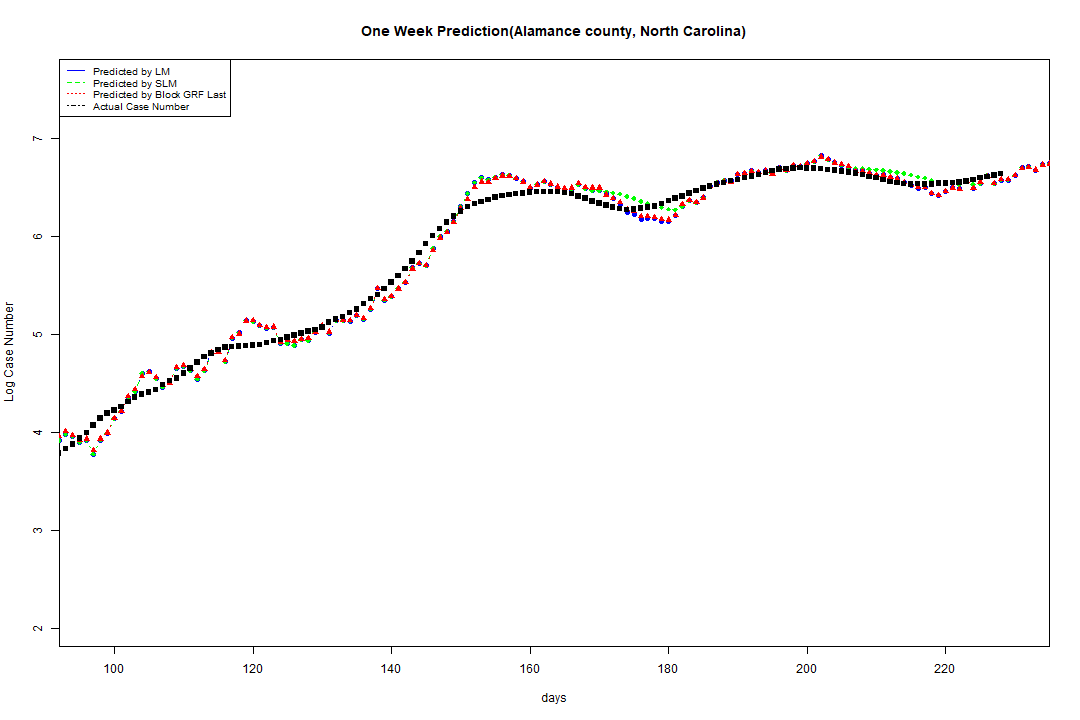 One Week Prediction(Alamance county, North Carolina)
Predicted by LM
Predicted by SLM
Predicted by Block GRF Last
Actual Case Number
7
6
5
4
3
2
Log Case Number
100 120 140 160 180 200 220
days